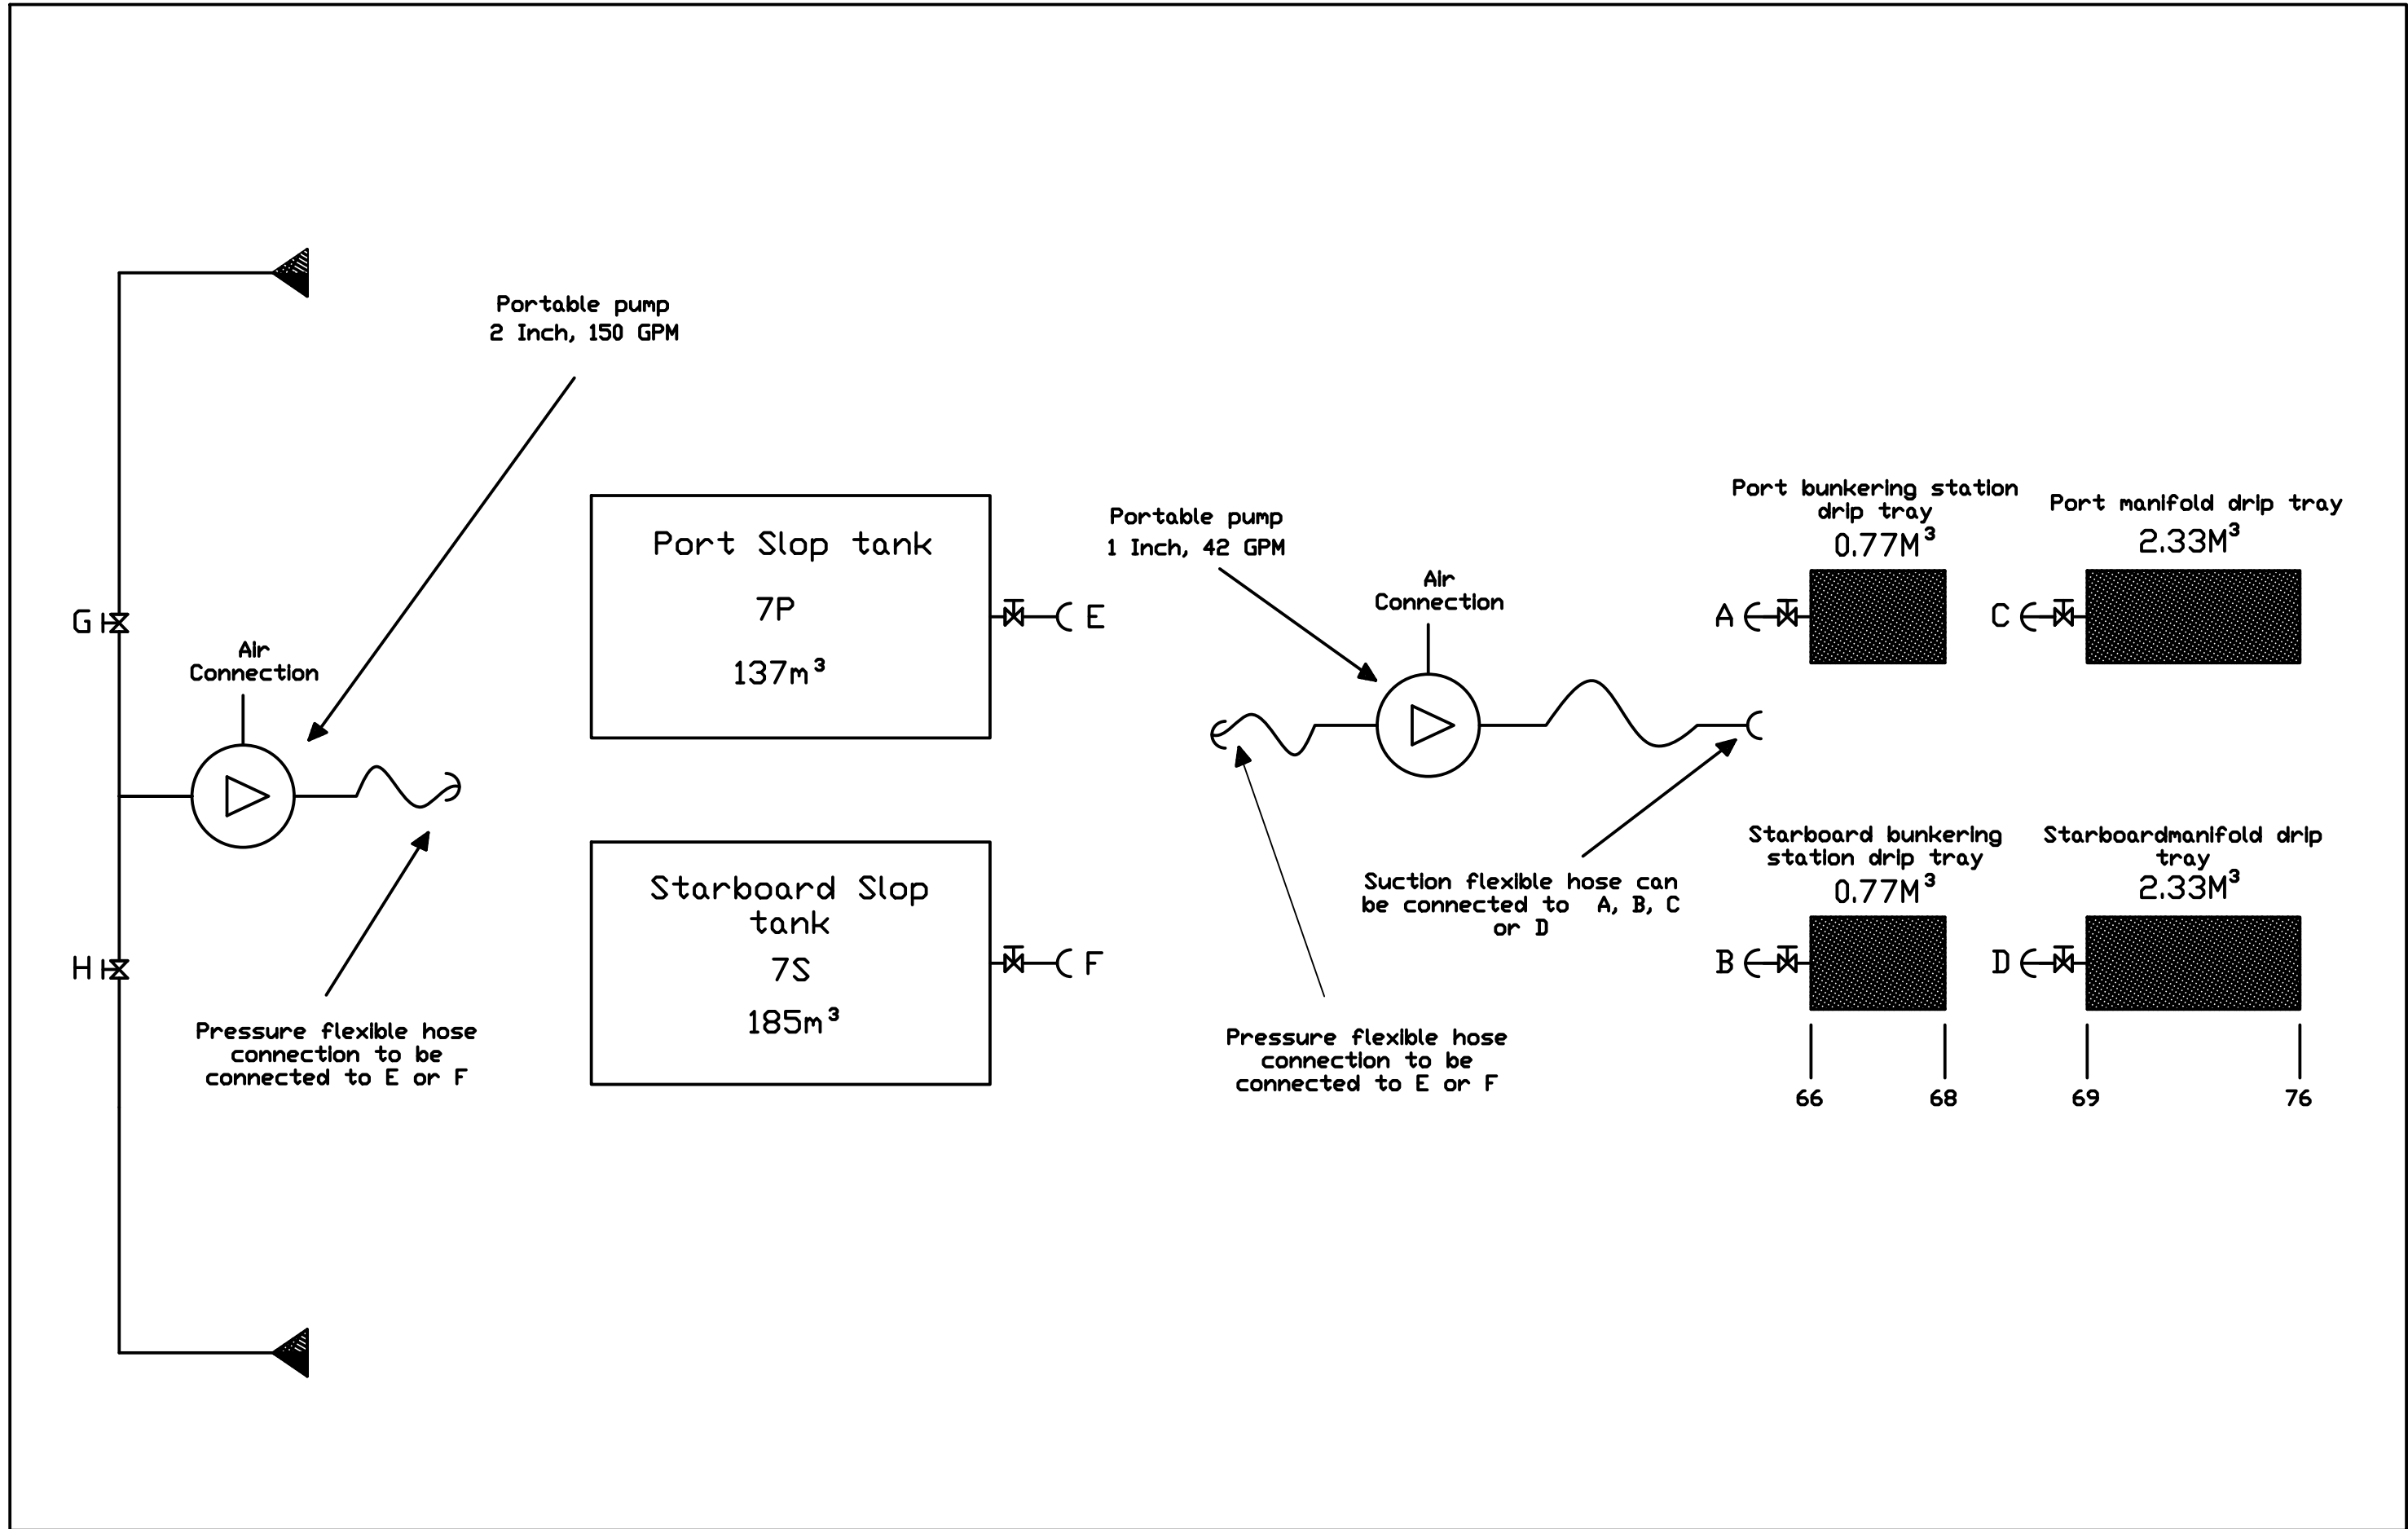 Portable pump
2 Inch, 150 GPM
G
Air
Connection
H
Pressure flexible hose
connection to be
connected to E or F
Port Slop tank
7P
137m³
E
Starboard Slop
tank
7S
185m³
F
Portable pump
1 Inch, 42 GPM
Air
Connection
Pressure flexible hose
connection to be
connected to E or F
Suction flexible hose can
be connected to A, B, C
or D
Port bunkering station
drip tray
0.77M³
A
Port manifold drip tray
2.33M³
C
Starboard bunkering
station drip tray
0.77M³
B
Starboardmanifold drip
tray
2.33M³
D
66
68
69
76